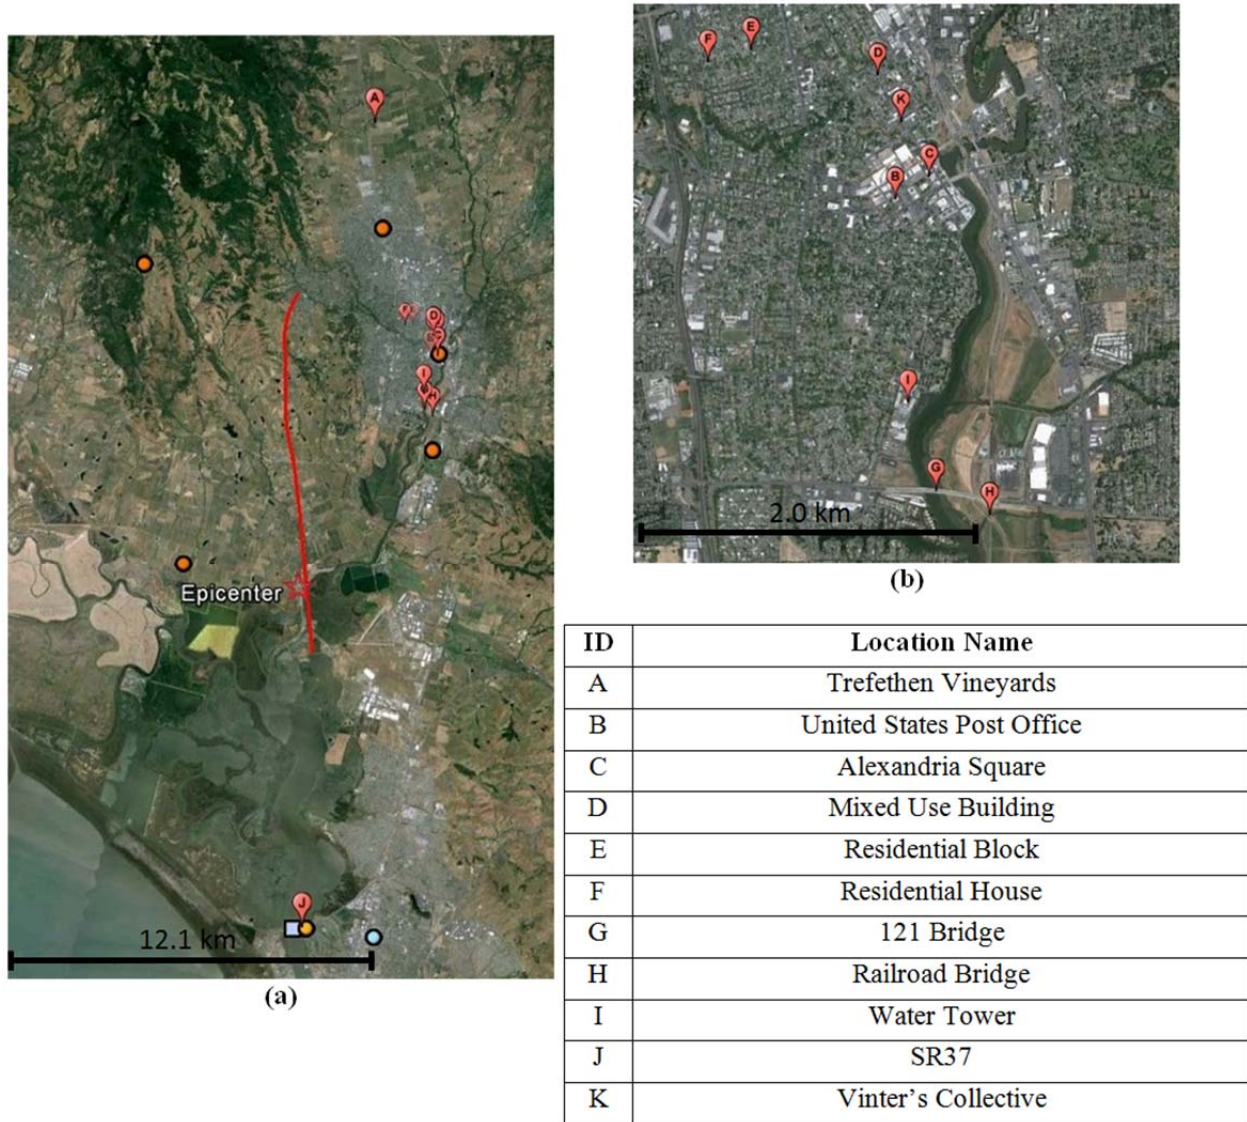 A
D
I
H
Epicenter
J
12.1 km
(a)
E
F
D
K
C
B
I
G
H
2.0 km
(b)
ID Location Name
A Trefethen Vineyards
B United States Post Office
C Alexandria Square
D Mixed Use Building
E Residential Block
F Residential House
G 121 Bridge
H Railroad Bridge
I Water Tower
J SR37
K Vinter’s Collective